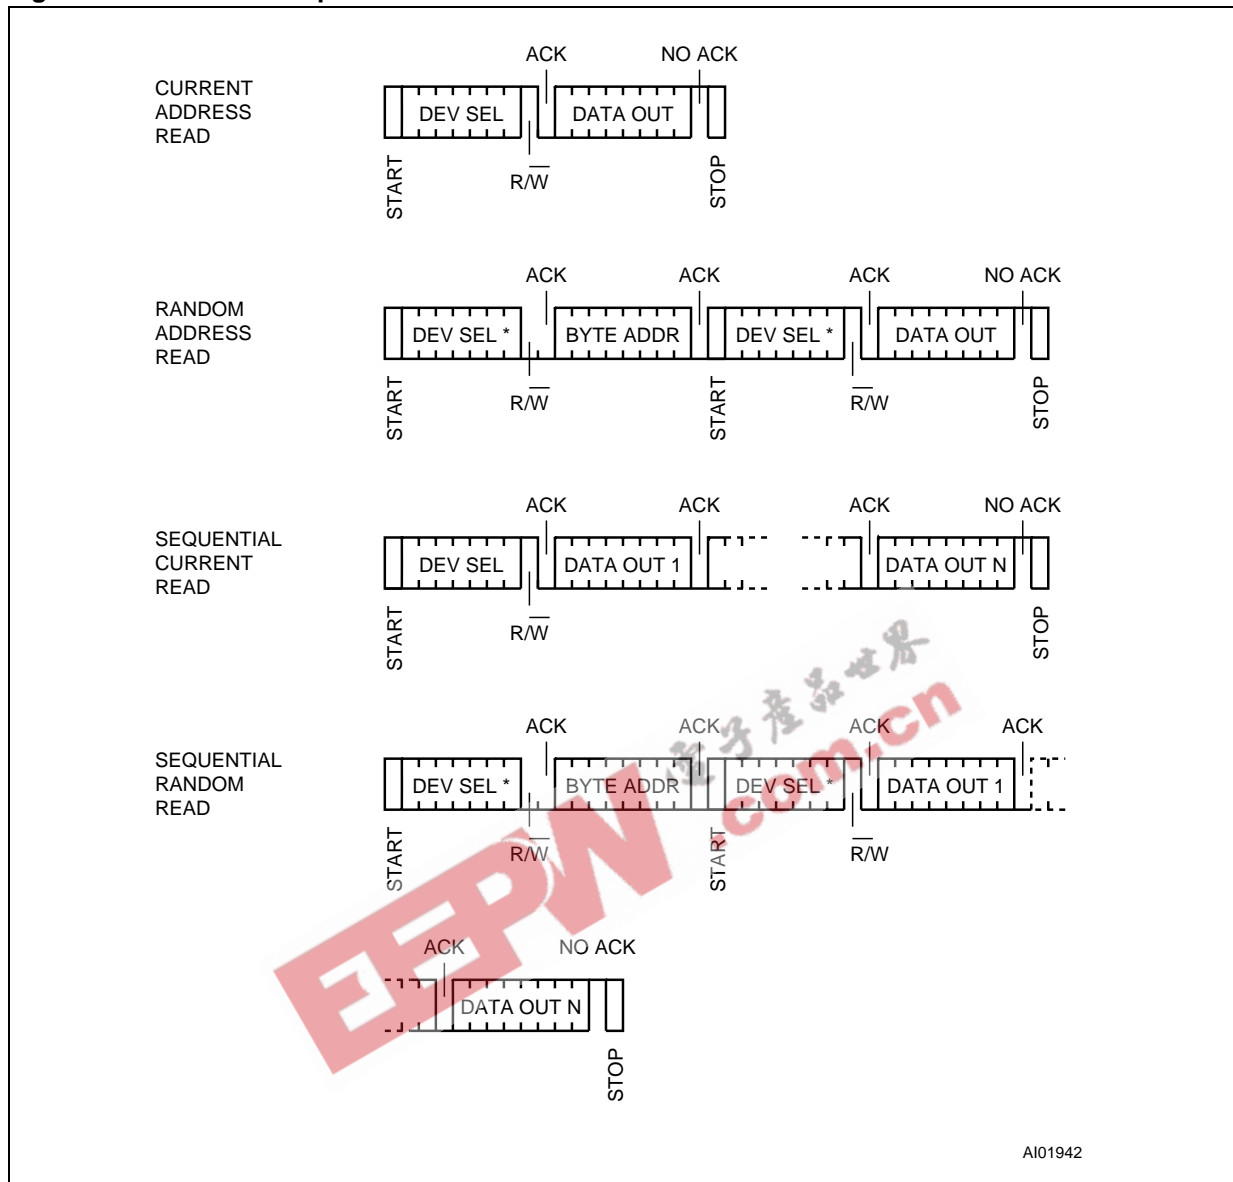 ACK NO ACK
CURRENT
ADDRESS
READ
DEV SEL DATA OUT
START R/W STOP
ACK ACK ACK NO ACK
RANDOM
ADDRESS
READ
DEV SEL * BYTE ADDR DEV SEL * DATA OUT
START R/W START R/W STOP
ACK ACK ACK NO ACK
SEQUENTIAL
CURRENT
READ
DEV SEL DATA OUT 1 DATA OUT N
START R/W STOP
ACK ACK ACK ACK
SEQUENTIAL
RANDOM
READ
DEV SEL * BYTE ADDR DEV SEL * DATA OUT 1
START R/W START R/W
ACK NO ACK
DATA OUT N
STOP
EEPW .com.cn
電子產品世界
AI01942